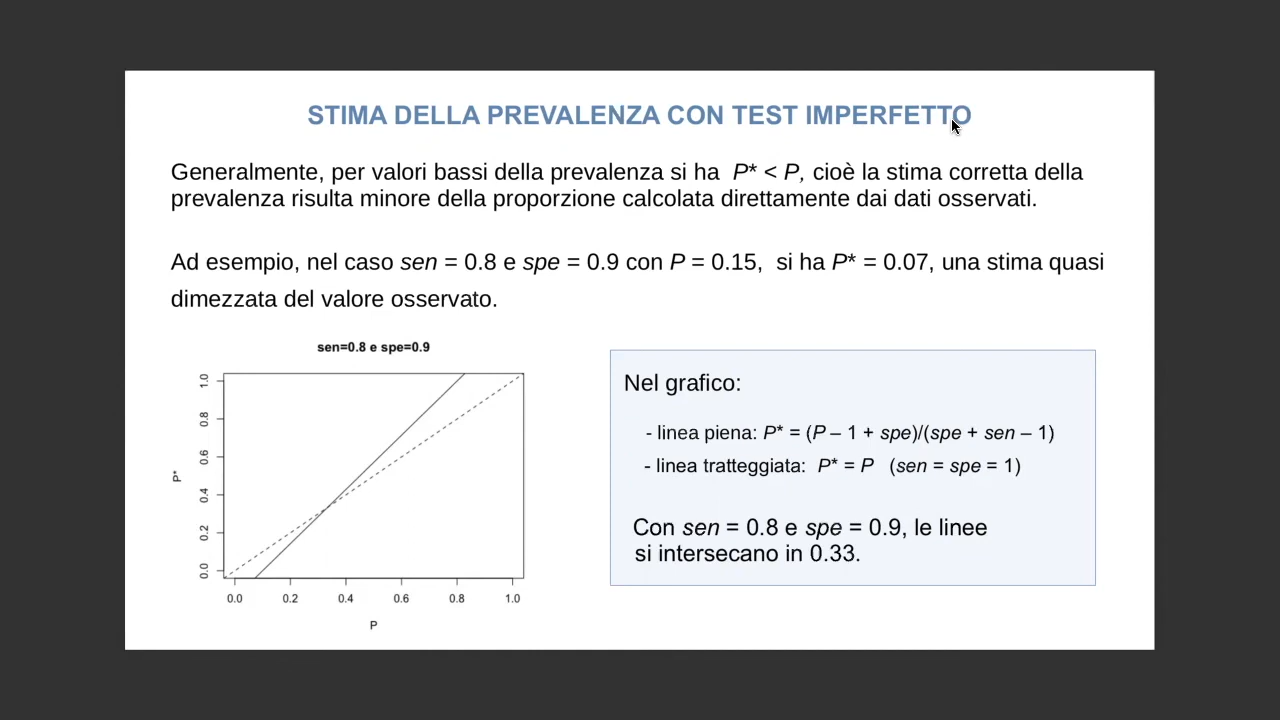 STIMA DELLA PREVALENZA CON TEST IMPERFETTO
Generalmente, per valori bassi della prevalenza si ha P* < P, cioè la stima corretta della
prevalenza risulta minore della proporzione calcolata direttamente dai dati osservati.
Ad esempio, nel caso sen = 0.8 e spe = 0.9 con P = 0.15, si ha P* = 0.07, una stima quasi
dimezzata del valore osservato.
sen=0.8 e spe=0.9
1.0
0.8
0.6
0.4
0.2
0.0
P*
0.0 0.2 0.4 0.6 0.8 1.0
P
Nel grafico:
- linea piena: P* = (P – 1 + spe)/(spe + sen – 1)
- linea tratteggiata: P* = P (sen = spe = 1)
Con sen = 0.8 e spe = 0.9, le linee
si intersecano in 0.33.